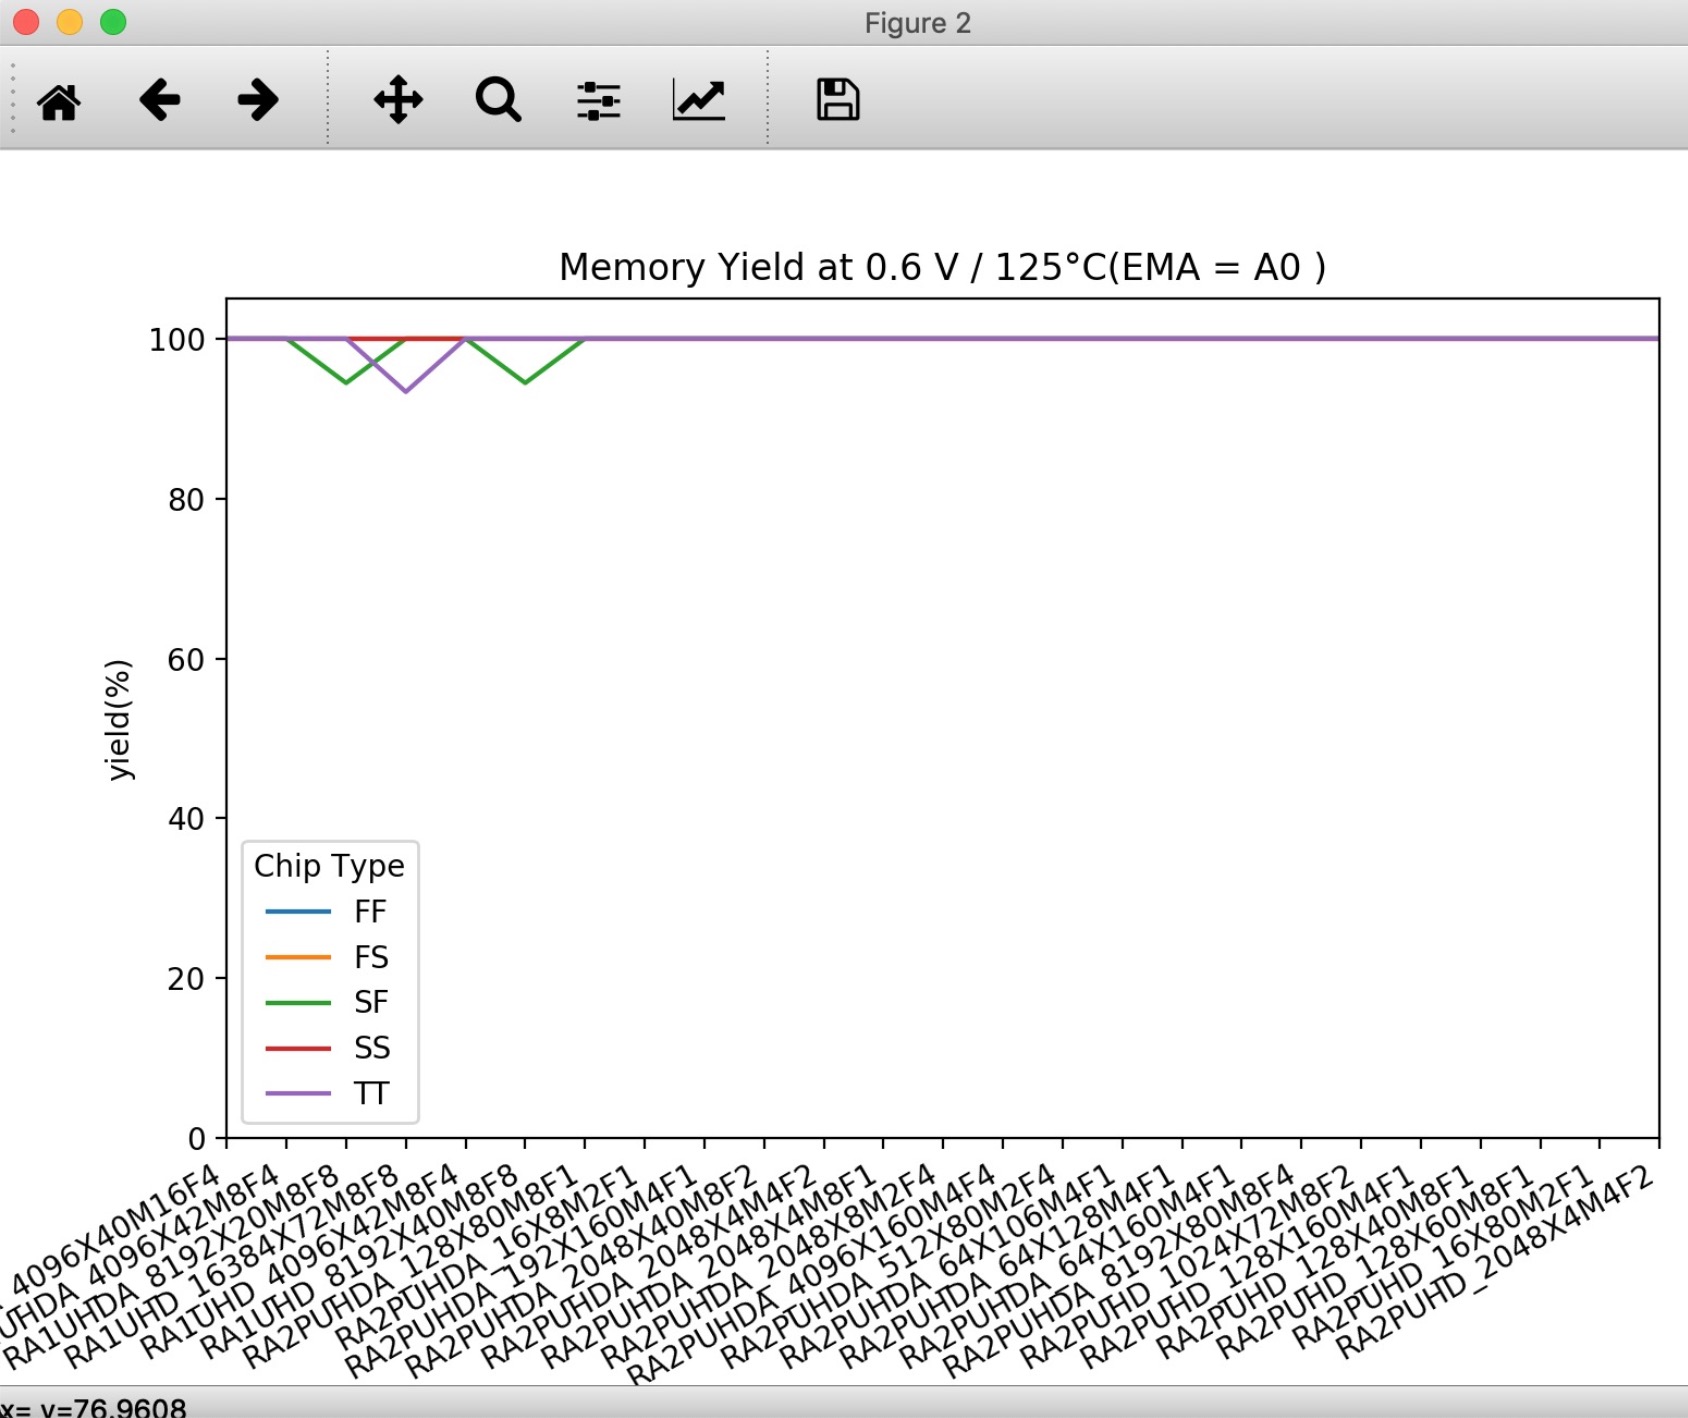 Figure 2
Memory Yield at 0.6 V / 125°C(EMA = A0 )
yield(%)
100
80
60
40
20
0
Chip Type
FF
FS
SF
SS
TT
4096X40M16F4
UHDA_4096X42M8F4
RA1UHDA_8192X20M8F8
RA1UHD_16384X72M8F8
RA1UHD_4096X42M8F4
RA1UHD_8192X40M8F8
RA2PUHDA_128X80M8F1
RA2PUHDA_16X8M2F1
RA2PUHDA_192X160M4F1
RA2PUHDA_2048X40M8F2
RA2PUHDA_2048X4M4F2
RA2PUHDA_2048X4M8F1
RA2PUHDA_2048X8M2F4
RA2PUHDA_4096X160M4F4
RA2PUHDA_512X80M2F4
RA2PUHDA_64X106M4F1
RA2PUHDA_64X128M4F1
RA2PUHDA_64X160M4F1
RA2PUHDA_8192X80M8F4
RA2PUHD_1024X72M8F2
RA2PUHD_128X160M4F1
RA2PUHD_128X40M8F1
RA2PUHD_128X60M8F1
RA2PUHD_16X80M2F1
RA2PUHD_2048X4M4F2
x= y=76.9608